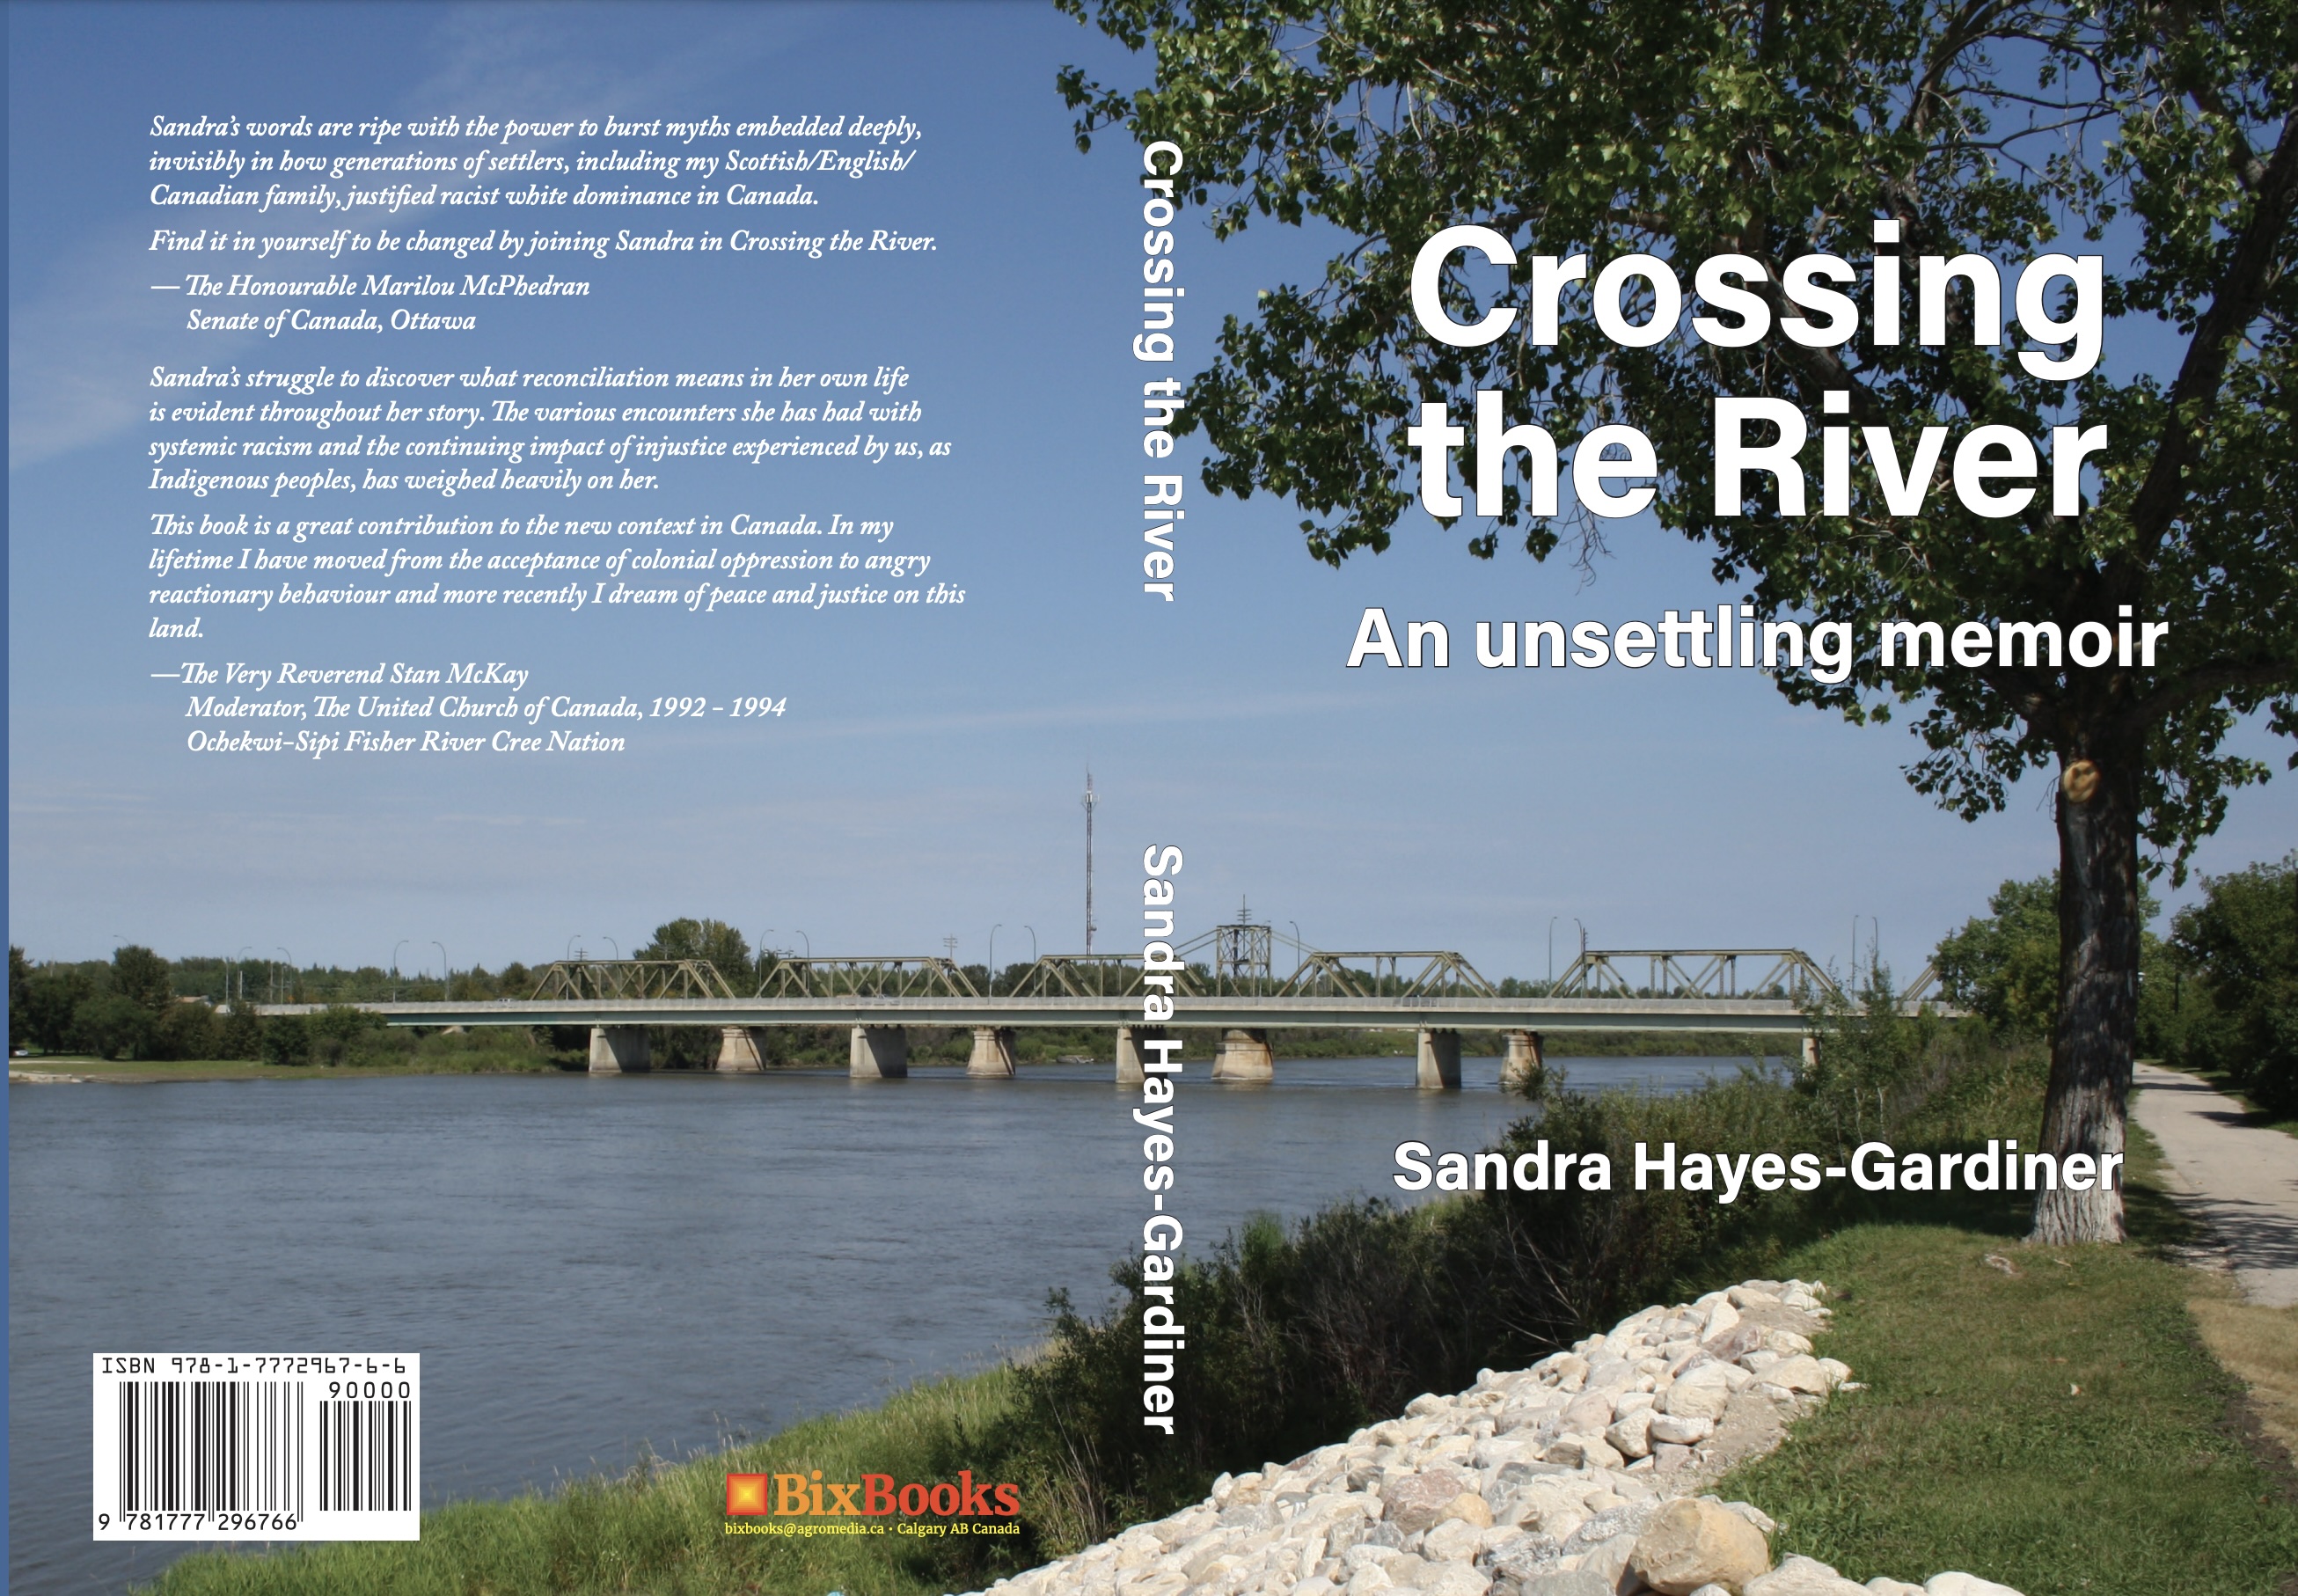 Sandra’s words are ripe with the power to burst myths embedded deeply,
invisibly in how generations of settlers, including my Scottish/English/
Canadian family, justified racist white dominance in Canada.
Find it in yourself to be changed by joining Sandra in Crossing the River.
— The Honourable Marilou McPhedran
Senate of Canada, Ottawa
Sandra’s struggle to discover what reconciliation means in her own life
is evident throughout her story. The various encounters she has had with
systemic racism and the continuing impact of injustice experienced by us, as
Indigenous peoples, has weighed heavily on her.
This book is a great contribution to the new context in Canada. In my
lifetime I have moved from the acceptance of colonial oppression to angry
reactionary behaviour and more recently I dream of peace and justice on this
land.
—The Very Reverend Stan McKay
Moderator, The United Church of Canada, 1992 – 1994
Ochekwi-Sipi Fisher River Cree Nation
ISBN 978-1-7772967-6-6
90000
9 781777 296766
BixBooks
bixbooks@agromedia.ca • Calgary AB Canada
Crossing the River
Sandra Hayes-Gardiner
Crossing
the River
An unsettling memoir
Sandra Hayes-Gardiner